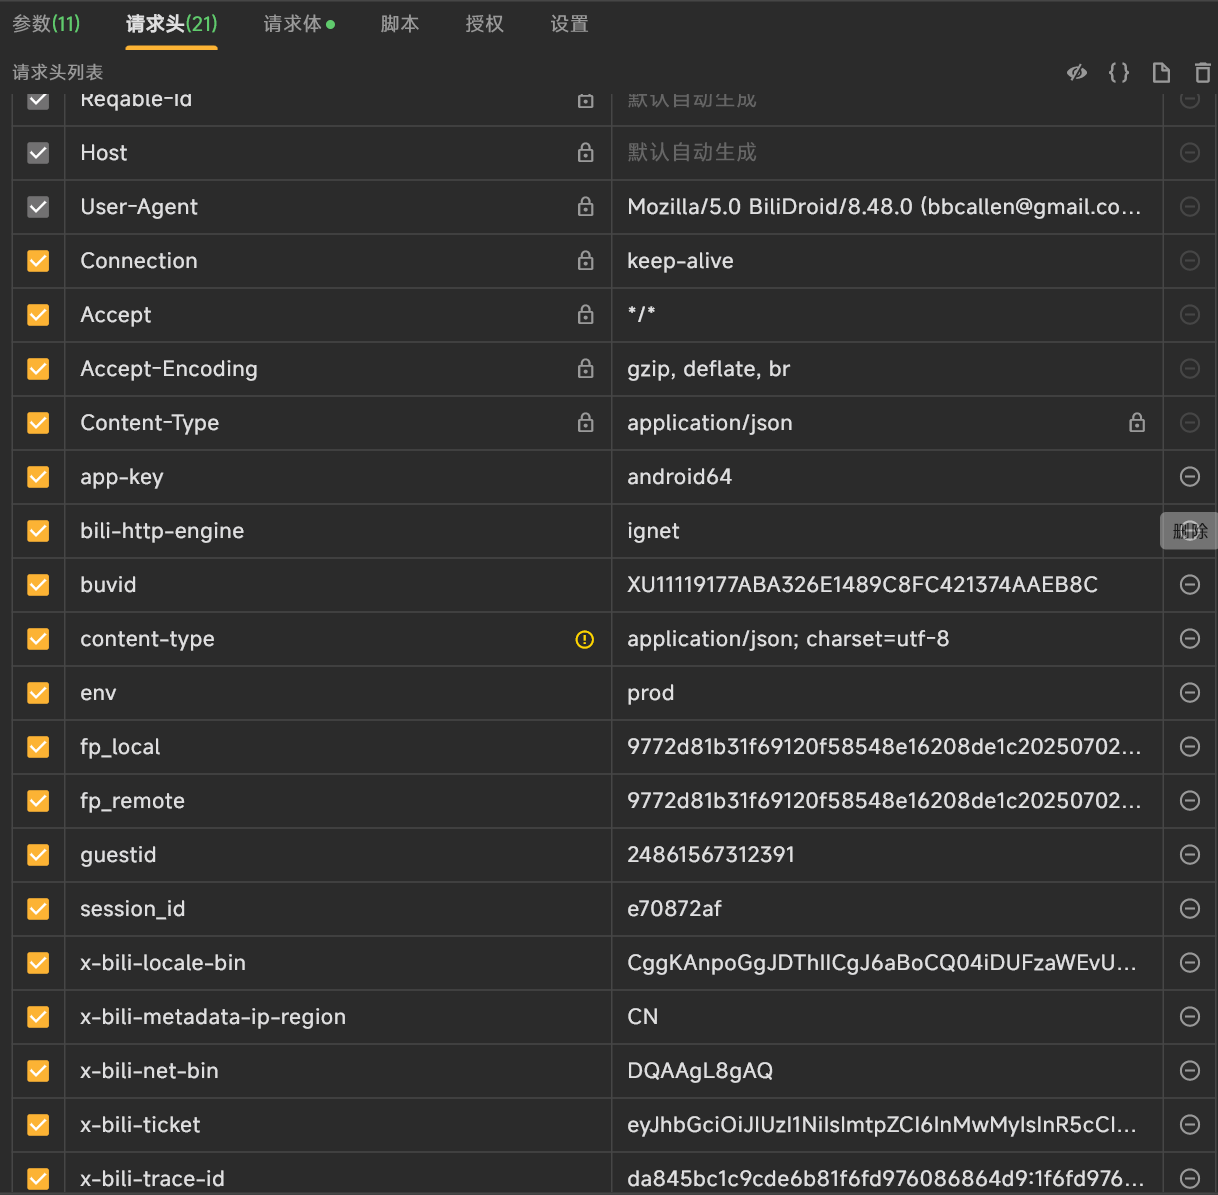 参数(11) 请求头(21) 请求体 脚本 授权 设置
请求头列表
Reqable-Id 默认自动生成
Host 默认自动生成
User-Agent Mozilla/5.0 BiliDroid/8.48.0 (bbcallen@gmail.co...
Connection keep-alive
Accept */*
Accept-Encoding gzip, deflate, br
Content-Type application/json
app-key android64
bili-http-engine ignet
删除
buvid XU11119177ABA326E1489C8FC421374AAEB8C
content-type application/json; charset=utf-8
env prod
fp_local 9772d81b31f69120f58548e16208de1c20250702...
fp_remote 9772d81b31f69120f58548e16208de1c20250702...
guestid 24861567312391
session_id e70872af
x-bili-locale-bin CggKAnpoGgJDThIICgJ6aBoCQ04iDUFzaWEvU...
x-bili-metadata-ip-region CN
x-bili-net-bin DQAAgL8gAQ
x-bili-ticket eyJhbGciOiJIUzI1NiIsImtpZCI6InMwMyIsInR5cCI...
x-bili-trace-id da845bc1c9cde6b81f6fd976086864d9:1f6fd976...